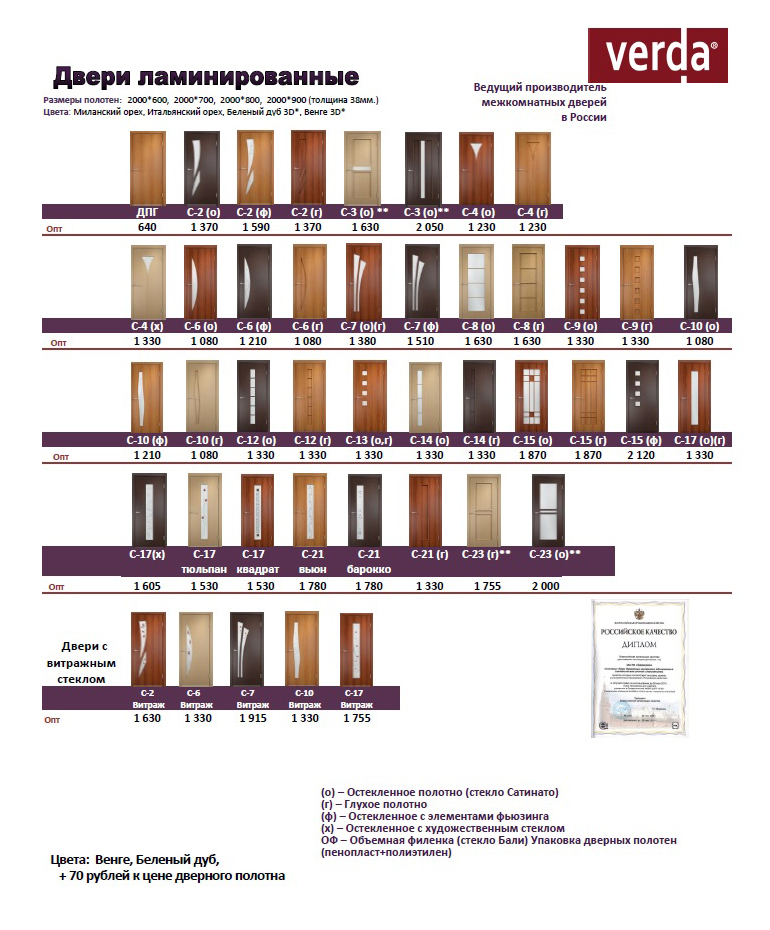 verda®
Двери ламинированные
Ведущий производитель
межкомнатных дверей
в России
Размеры полотен: 2000*600, 2000*700, 2000*800, 2000*900 (толщина 38мм.)
Цвета: Миланский орех, Итальянский орех, Беленый дуб 3D*, Венге 3D*
ДПГ С-2 (о) С-2 (ф) С-2 (г) С-3 (о) ** С-3 (о)** С-4 (о) С-4 (г)
Опт 640 1 370 1 590 1 370 1 630 2 050 1 230 1 230
С-4 (х) С-6 (о) С-6 (ф) С-6 (г) С-7 (о)(г) С-7 (ф) С-8 (о) С-8 (г) С-9 (о) С-9 (г) С-10 (о)
Опт 1 330 1 080 1 210 1 080 1 380 1 510 1 630 1 630 1 330 1 330 1 080
С-10 (ф) С-10 (г) С-12 (о) С-12 (г) С-13 (о,г) С-14 (о) С-14 (г) С-15 (о) С-15 (г) С-15 (ф) С-17 (о)(г)
Опт 1 210 1 080 1 330 1 330 1 330 1 330 1 330 1 870 1 870 2 120 1 330
С-17(х) С-17 С-17 С-21 С-21 С-21 (г) С-23 (г)** С-23 (о)**
тюльпан квадрат вьюн барокко
Опт 1 605 1 530 1 530 1 780 1 780 1 330 1 755 2 000
Двери с
витражным
стеклом
С-2 С-6 С-7 С-10 С-17
Витраж Витраж Витраж Витраж Витраж
Опт 1 630 1 330 1 915 1 330 1 755
РОССИЙСКОЕ КАЧЕСТВО
ДИПЛОМ
(о) – Остекленное полотно (стекло Сатинато)
(г) – Глухое полотно
(ф) – Остекленное с элементами фьюзинга
(х) – Остекленное с художественным стеклом
ОФ – Объемная филенка (стекло Бали) Упаковка дверных полотен
(пенопласт+полиэтилен)
Цвета: Венге, Беленый дуб,
+ 70 рублей к цене дверного полотна